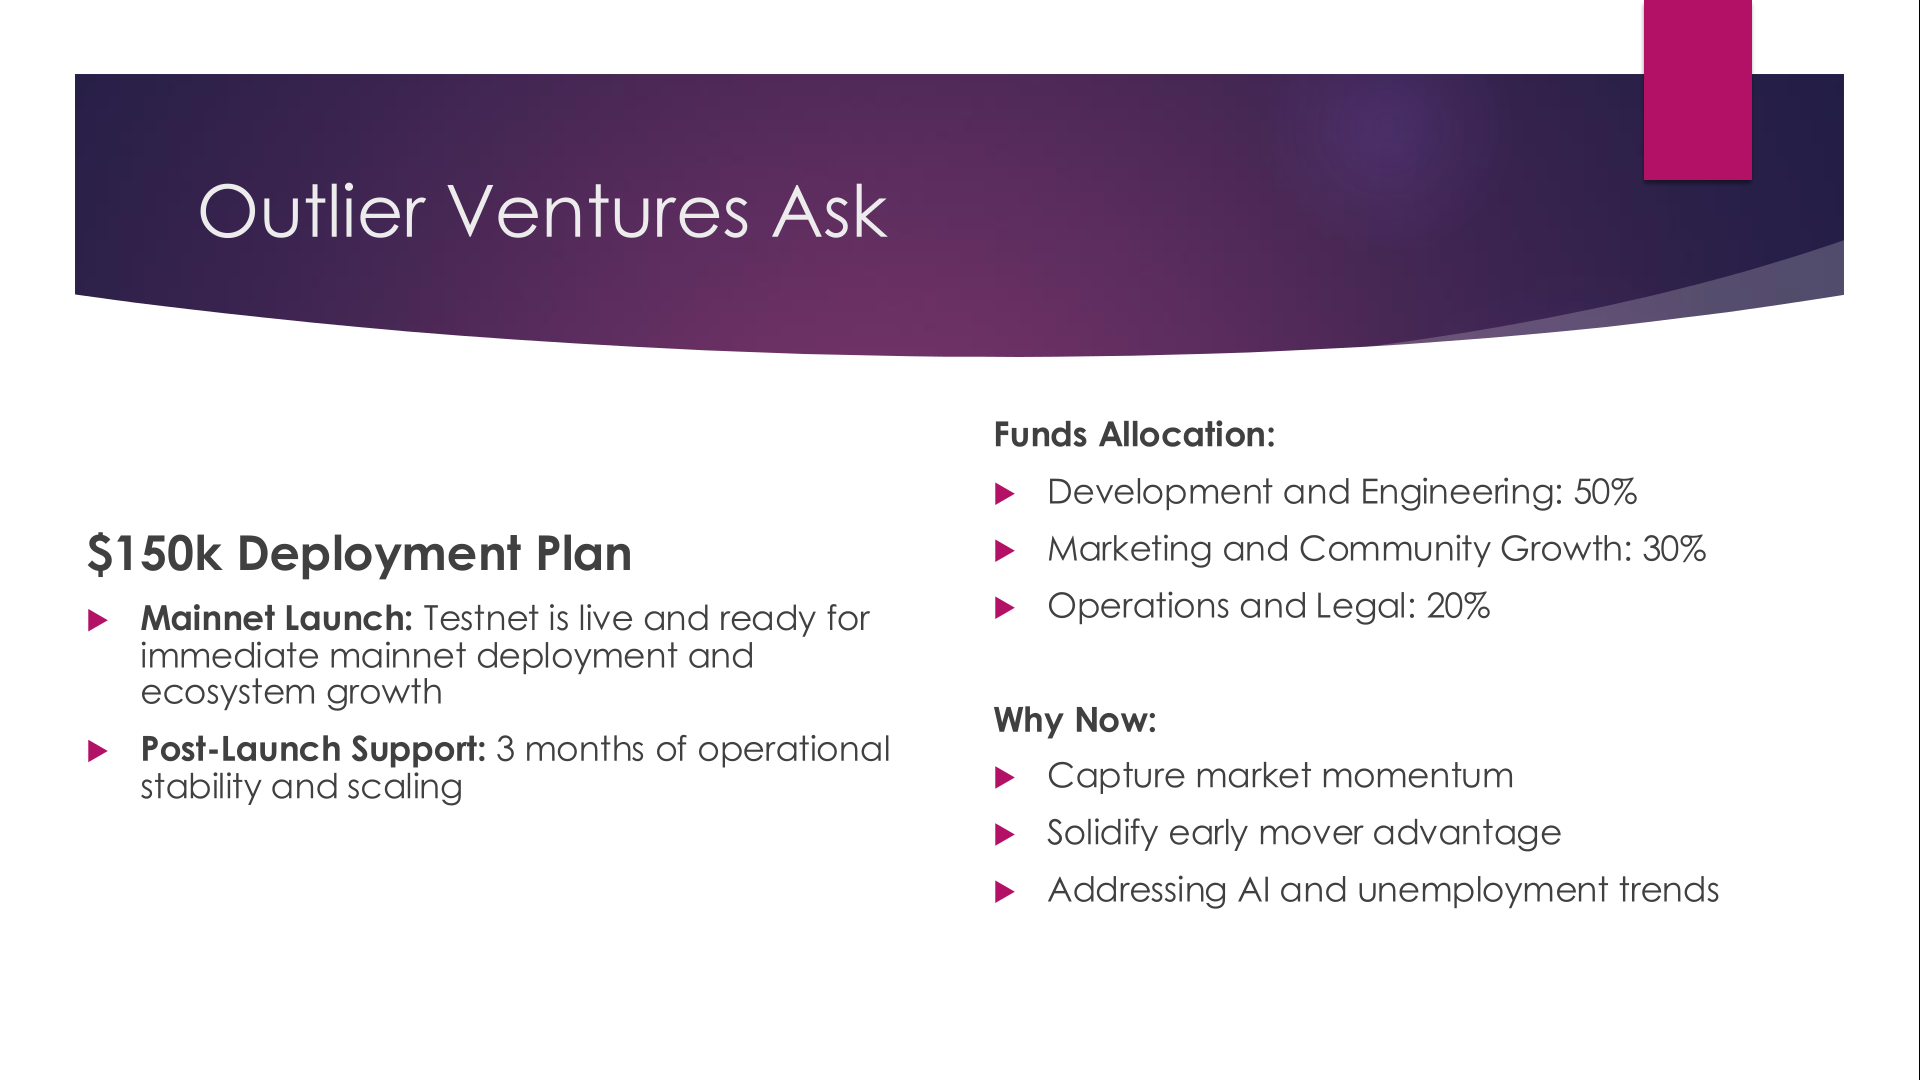 Outlier Ventures Ask
$150k Deployment Plan
Mainnet Launch: Testnet is live and ready for
immediate mainnet deployment and
ecosystem growth
Post-Launch Support: 3 months of operational
stability and scaling
Funds Allocation:
Development and Engineering: 50%
Marketing and Community Growth: 30%
Operations and Legal: 20%
Why Now:
Capture market momentum
Solidify early mover advantage
Addressing AI and unemployment trends